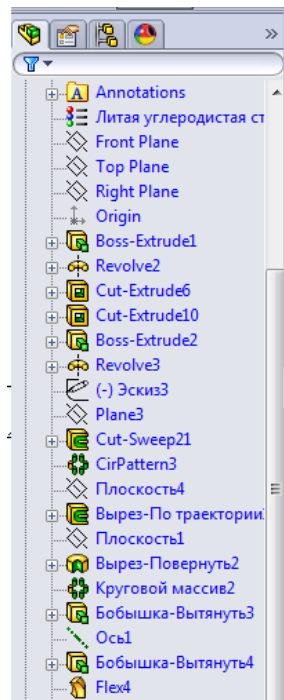 »
Annotations
Литая углеродистая ст
Front Plane
Top Plane
Right Plane
Origin
Boss-Extrude1
Revolve2
Cut-Extrude6
Cut-Extrude10
Boss-Extrude2
Revolve3
(-) Эскиз3
Plane3
Cut-Sweep21
CirPattern3
Плоскость4
Вырез-По траектории
Плоскость1
Вырез-Повернуть2
Круговой массив2
Бобышка-Вытянуть3
Ось1
Бобышка-Вытянуть4
Flex4